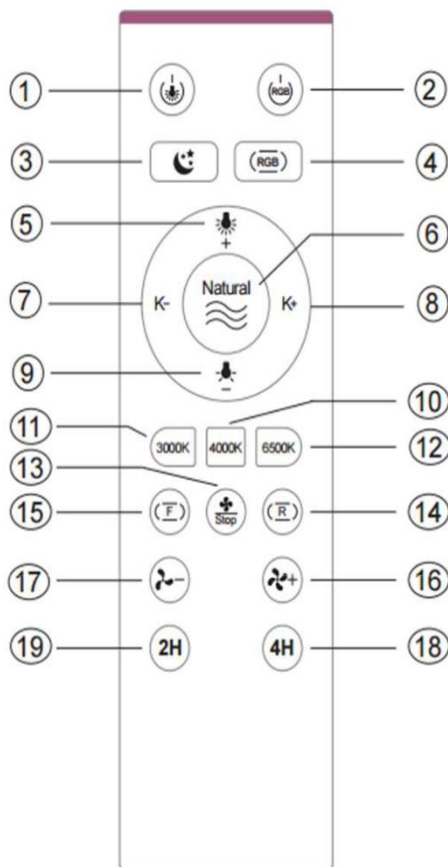 1 2
RGB
3 4
RGB
5
+
6
Natural
7 K- K+ 8
9
-
10
11
3000K 4000K 6500K
12
13
15 F Stop R 14
17 - + 16
19 2H 4H 18